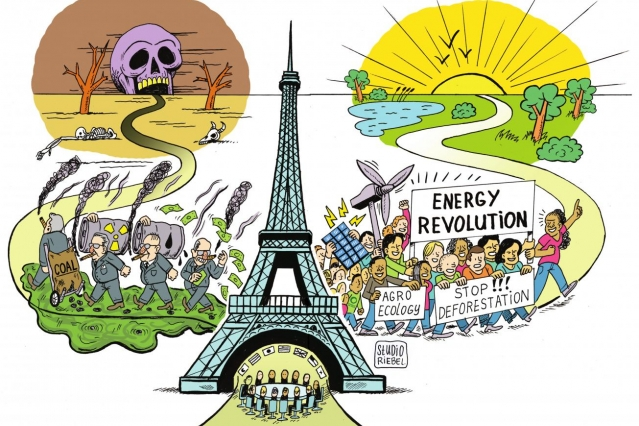 COAL
ENERGY
REVOLUTION
AGRO
ECOLOGY
STOP !!!
DEFORESTATION
STUDIO
RIEBEL